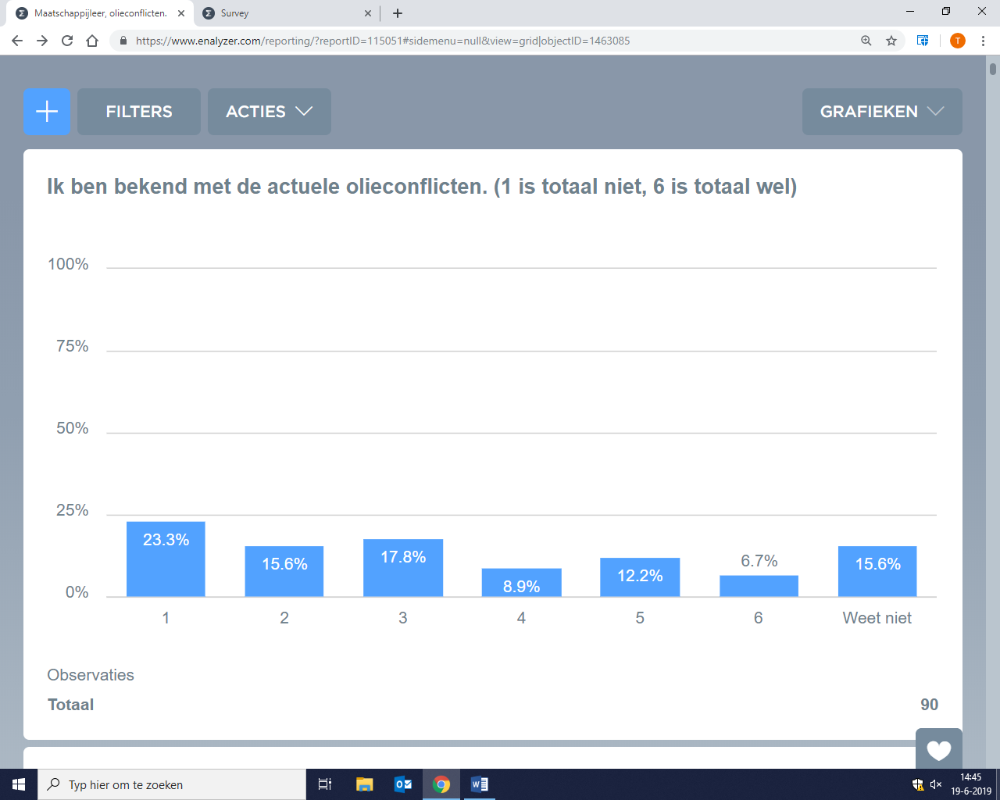 Maatschappijleer, olieconflicten.
Survey
https://www.enalyzer.com/reporting/?reportID=115051#sidemenu=null&view=grid|objectID=1463085
T
FILTERS
ACTIES
GRAFIEKEN
Ik ben bekend met de actuele olieconflicten. (1 is totaal niet, 6 is totaal wel)
100%
75%
50%
25%
0%
23.3%
15.6%
17.8%
8.9%
12.2%
6.7%
15.6%
1
2
3
4
5
6
Weet niet
Observaties
Totaal
90
Typ hier om te zoeken
14:45
19-6-2019